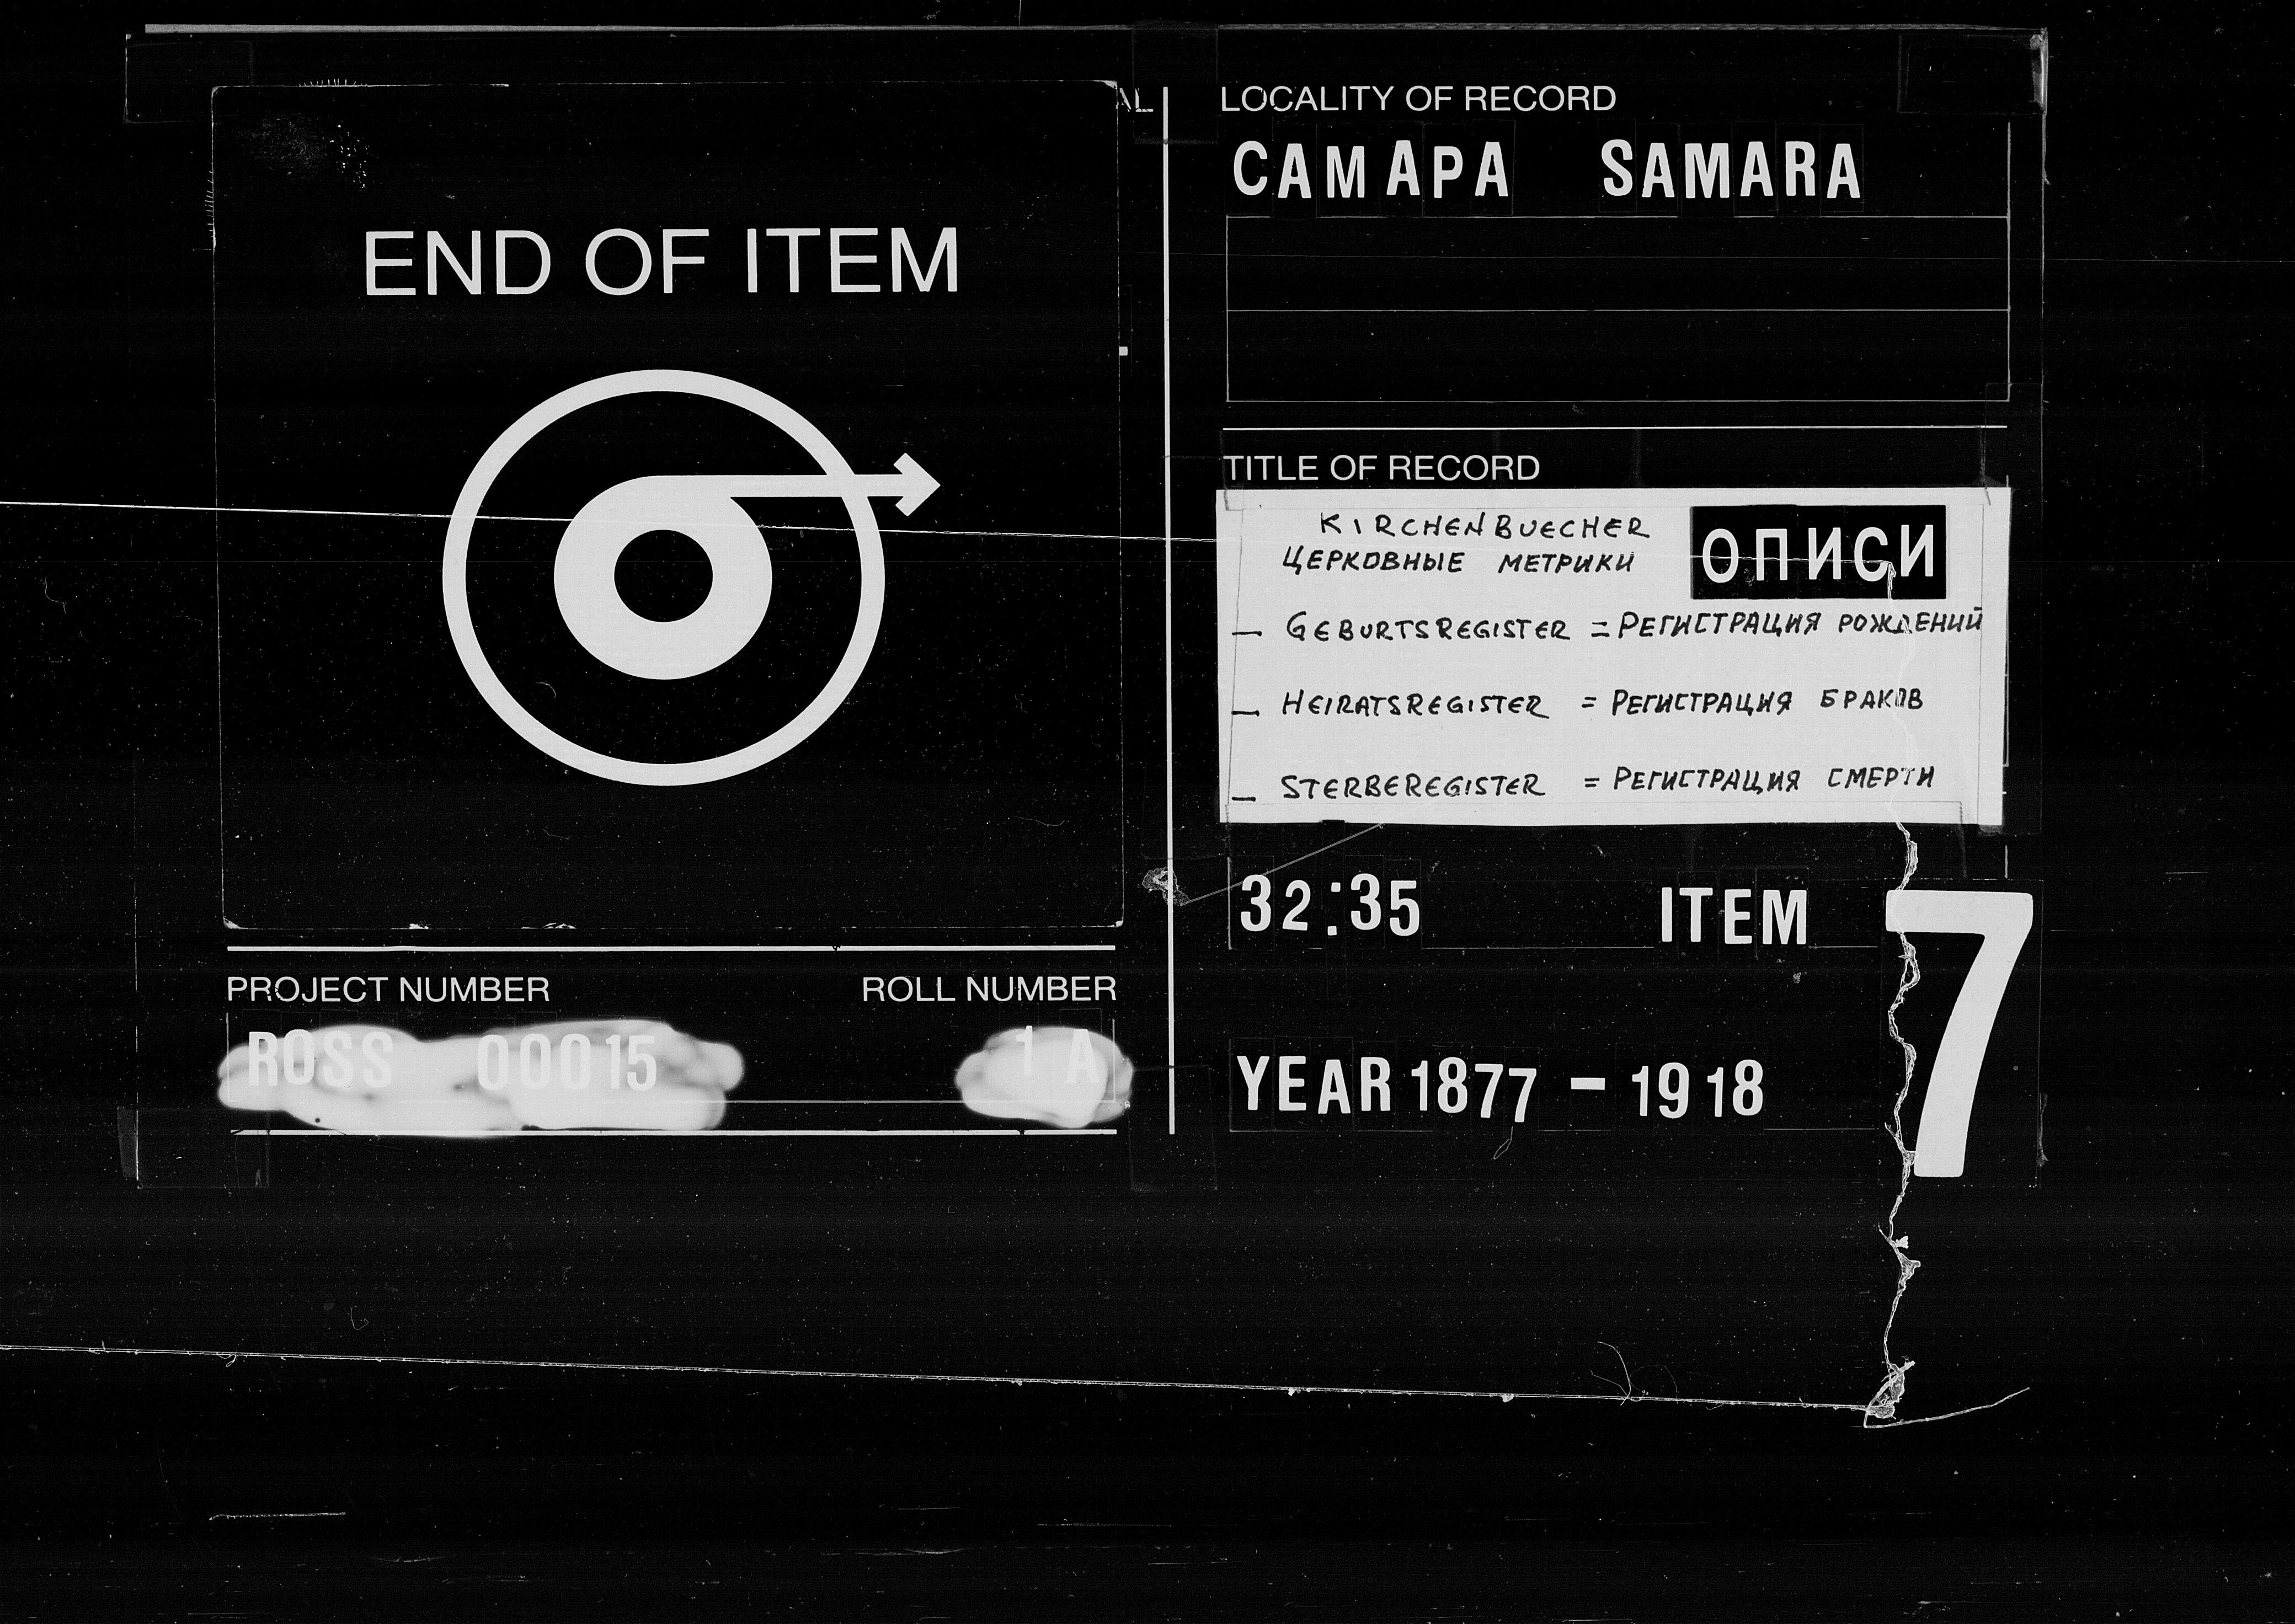 END OF ITEM
PROJECT NUMBER ROLL NUMBER
ROSS 00015 1 A
AL
LOCALITY OF RECORD
САМАРА SAMARA
TITLE OF RECORD
KIRCHENBUECHER
ЦЕРКОВНЫЕ МЕТРИКИ ОПИСИ
— GEBURTSREGISTER = РЕГИСТРАЦИЯ РОЖДЕНИЙ
— HEIRATSREGISTER = РЕГИСТРАЦИЯ БРАКОВ
— STERBEREGISTER = РЕГИСТРАЦИЯ СМЕРТИ
32:35 ITEM 7
YEAR 1877 - 1918